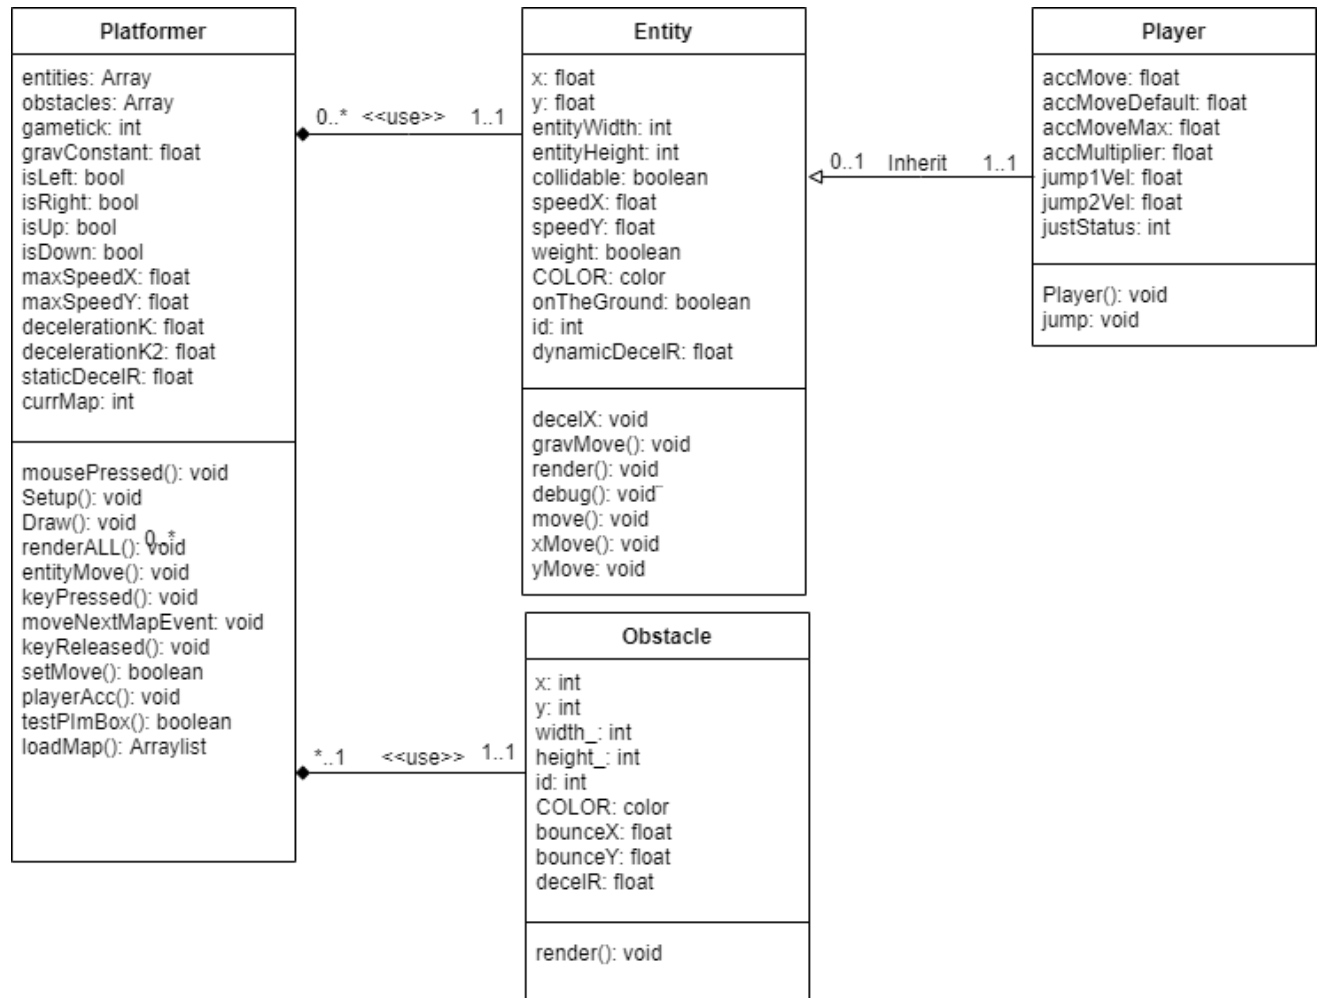 Platformer
entities: Array
obstacles: Array
gametick: int
gravConstant: float
isLeft: bool
isRight: bool
isUp: bool
isDown: bool
maxSpeedX: float
maxSpeedY: float
decelerationK: float
decelerationK2: float
staticDecelR: float
currMap: int
mousePressed(): void
Setup(): void
Draw(): void
0..*
renderALL(): void
entityMove(): void
keyPressed(): void
moveNextMapEvent: void
keyReleased(): void
setMove(): boolean
playerAcc(): void
testPlmBox(): boolean
loadMap(): Arraylist
0..* <<use>> 1..1
Entity
x: float
y: float
entityWidth: int
entityHeight: int
collidable: boolean
speedX: float
speedY: float
weight: boolean
COLOR: color
onTheGround: boolean
id: int
dynamicDecelR: float
decelX: void
gravMove(): void
render(): void
debug(): void
move(): void
xMove(): void
yMove: void
0..1 Inherit 1..1
Player
accMove: float
accMoveDefault: float
accMoveMax: float
accMultiplier: float
jump1Vel: float
jump2Vel: float
justStatus: int
Player(): void
jump: void
*..1 <<use>> 1..1
Obstacle
x: int
y: int
width_: int
height_: int
id: int
COLOR: color
bounceX: float
bounceY: float
decelR: float
render(): void